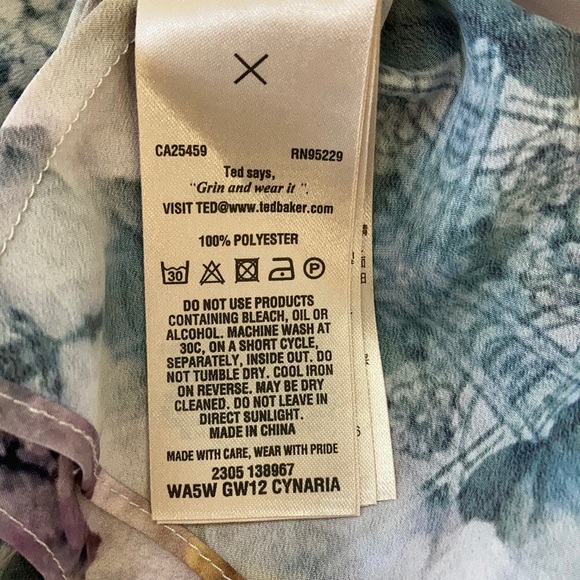 CA25459 RN95229
Ted says,
"Grin and wear it ".
VISIT TED@www.tedbaker.com
100% POLYESTER
30 P
DO NOT USE PRODUCTS
CONTAINING BLEACH, OIL OR
ALCOHOL. MACHINE WASH AT
30C, ON A SHORT CYCLE,
SEPARATELY, INSIDE OUT. DO
NOT TUMBLE DRY. COOL IRON
ON REVERSE. MAY BE DRY
CLEANED. DO NOT LEAVE IN
DIRECT SUNLIGHT.
MADE IN CHINA
MADE WITH CARE, WEAR WITH PRIDE
2305 138967
WA5W GW12 CYNARIA